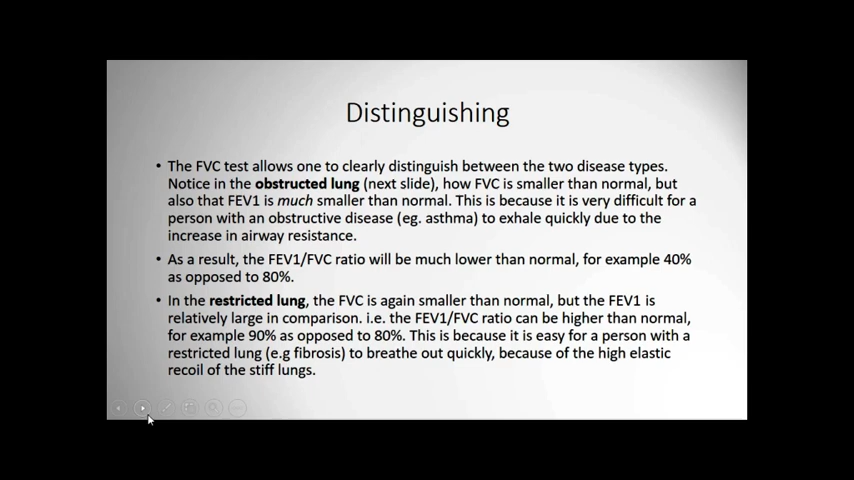 Distinguishing
• The FVC test allows one to clearly distinguish between the two disease types.
Notice in the obstructed lung (next slide), how FVC is smaller than normal, but
also that FEV1 is much smaller than normal. This is because it is very difficult for a
person with an obstructive disease (eg. asthma) to exhale quickly due to the
increase in airway resistance.
• As a result, the FEV1/FVC ratio will be much lower than normal, for example 40%
as opposed to 80%.
• In the restricted lung, the FVC is again smaller than normal, but the FEV1 is
relatively large in comparison. i.e. the FEV1/FVC ratio can be higher than normal,
for example 90% as opposed to 80%. This is because it is easy for a person with a
restricted lung (e.g fibrosis) to breathe out quickly, because of the high elastic
recoil of the stiff lungs.